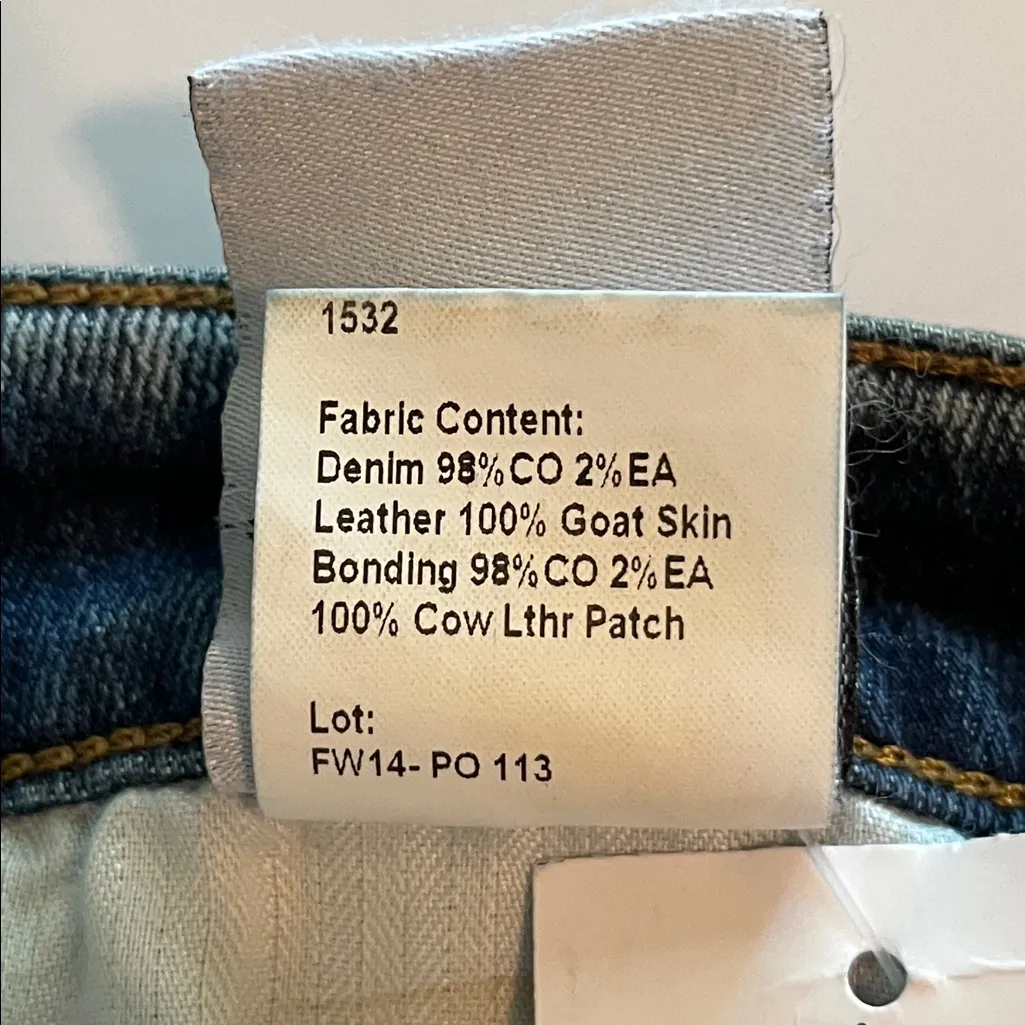 1532
Fabric Content:
Denim 98% CO 2% EA
Leather 100% Goat Skin
Bonding 98% CO 2% EA
100% Cow Lthr Patch
Lot:
FW14- PO 113